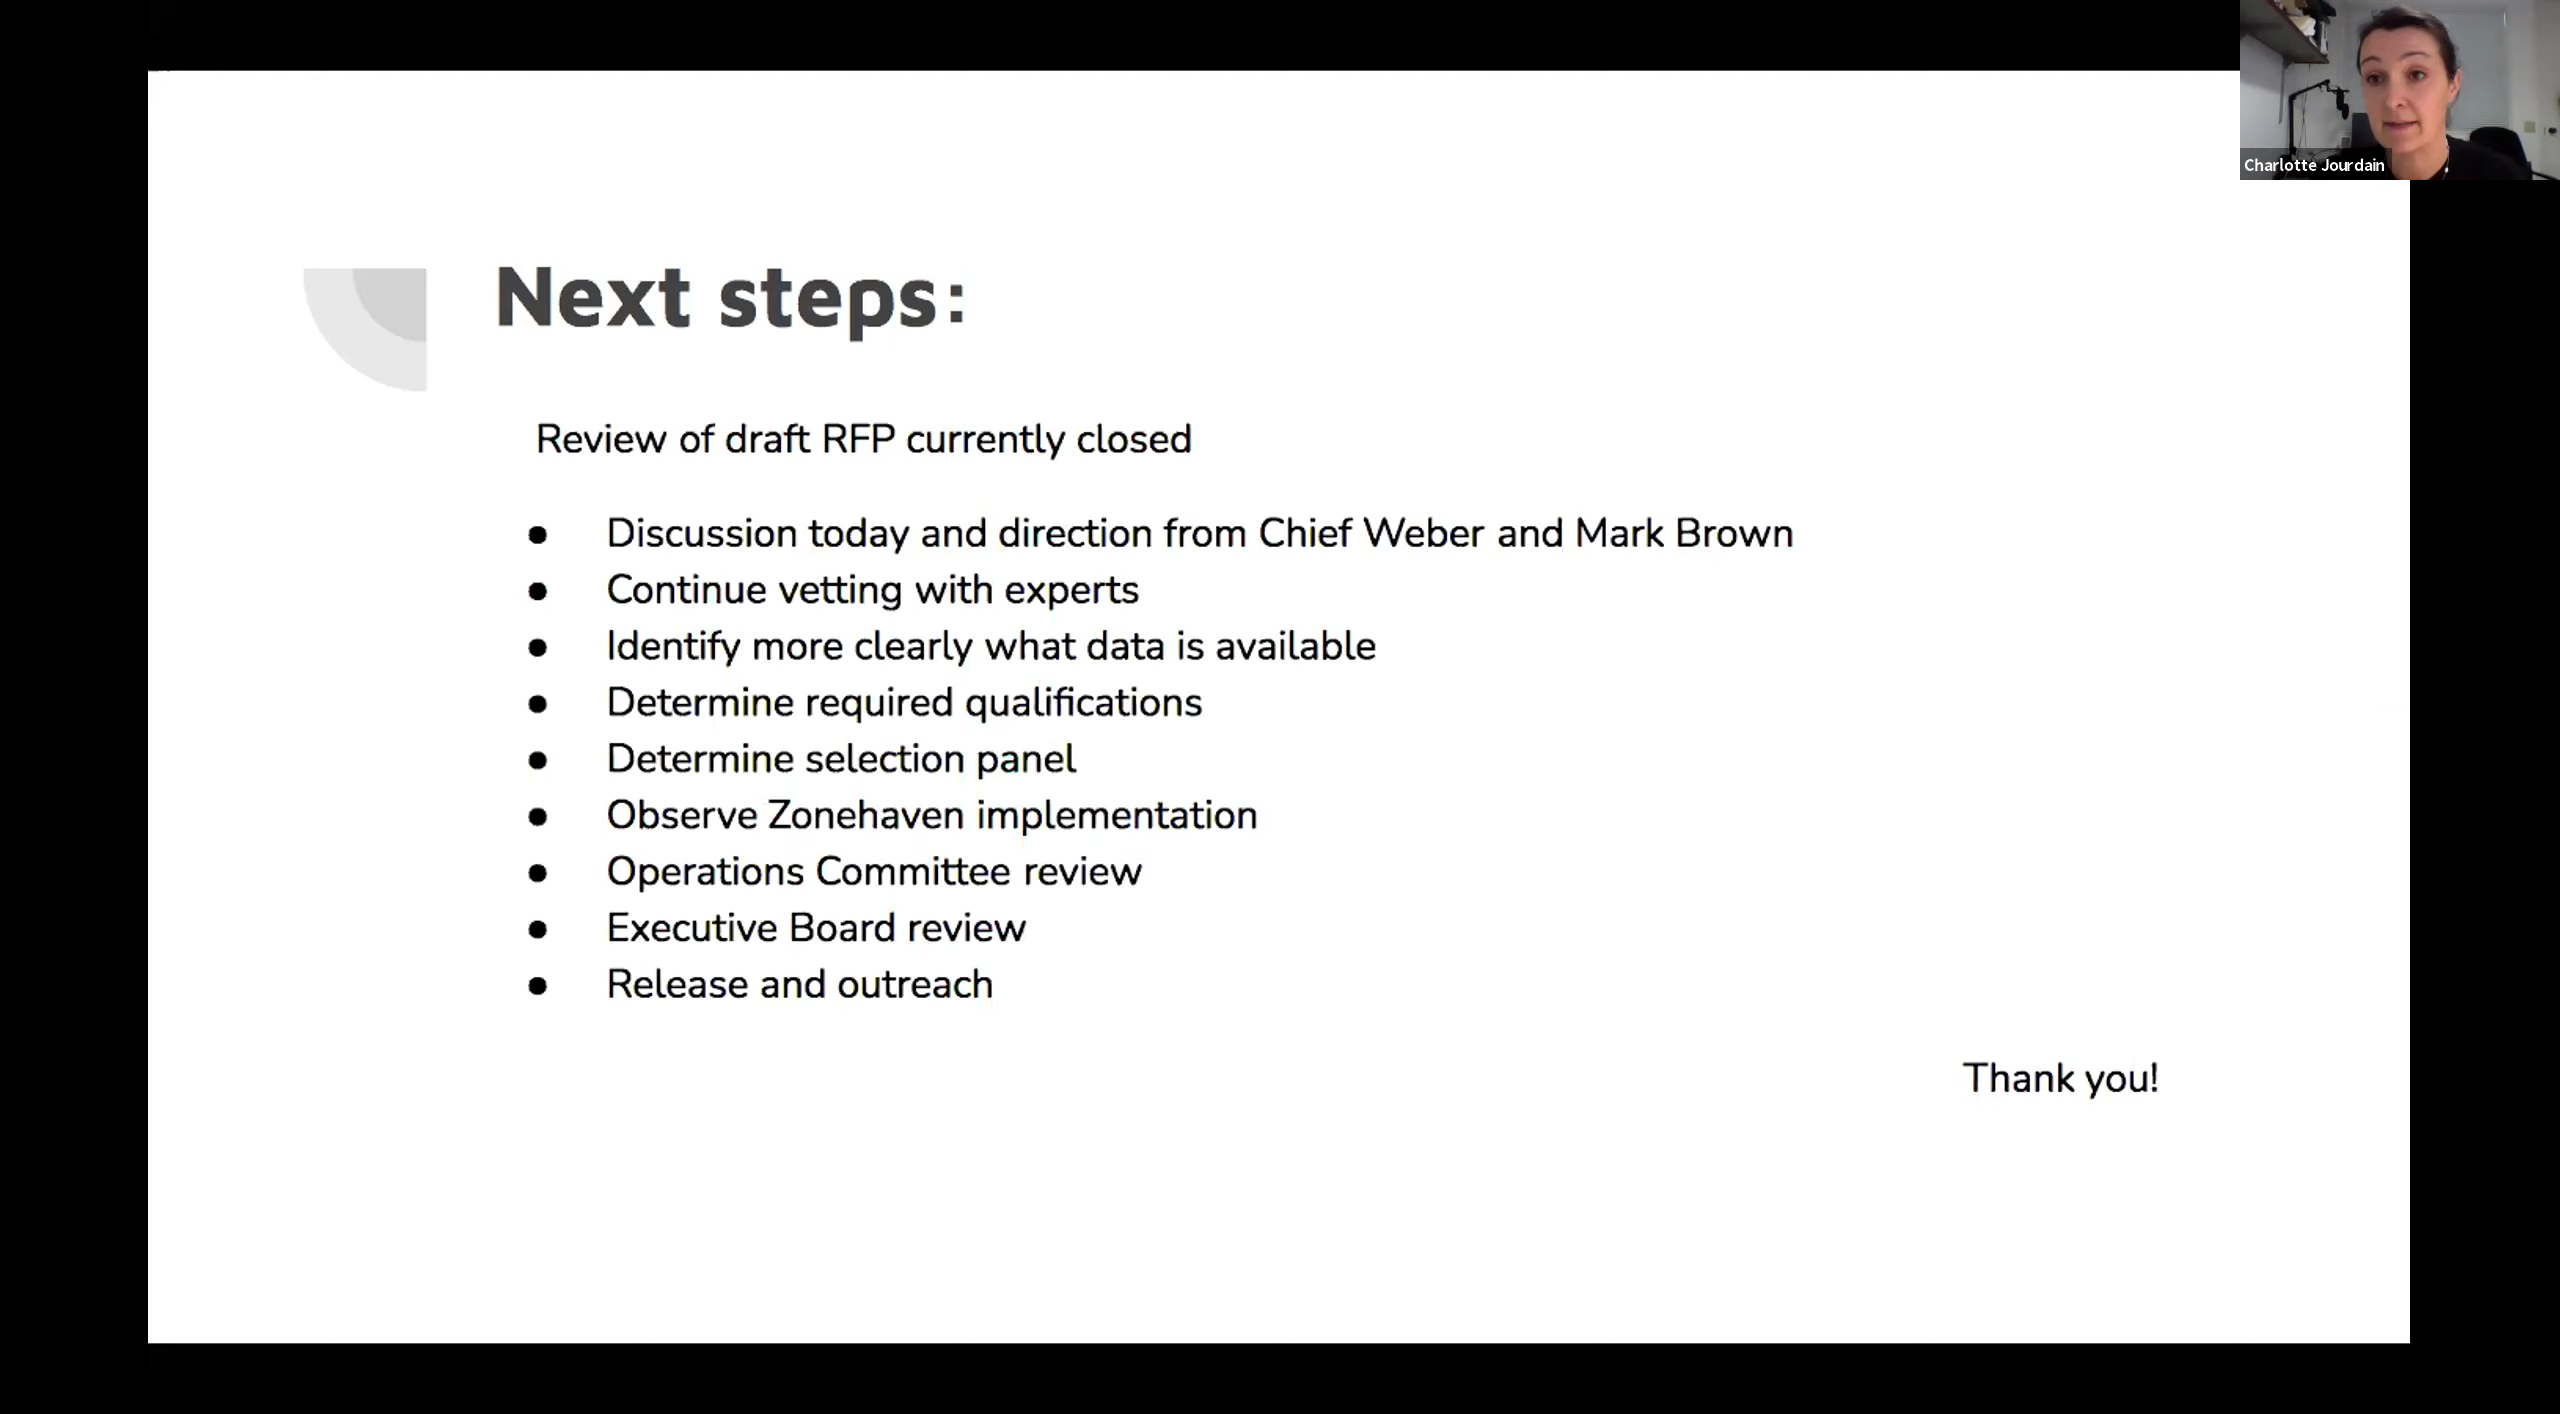 Charlotte Jourdain
Next steps:
Review of draft RFP currently closed
● Discussion today and direction from Chief Weber and Mark Brown
● Continue vetting with experts
● Identify more clearly what data is available
● Determine required qualifications
● Determine selection panel
● Observe Zonehaven implementation
● Operations Committee review
● Executive Board review
● Release and outreach
Thank you!